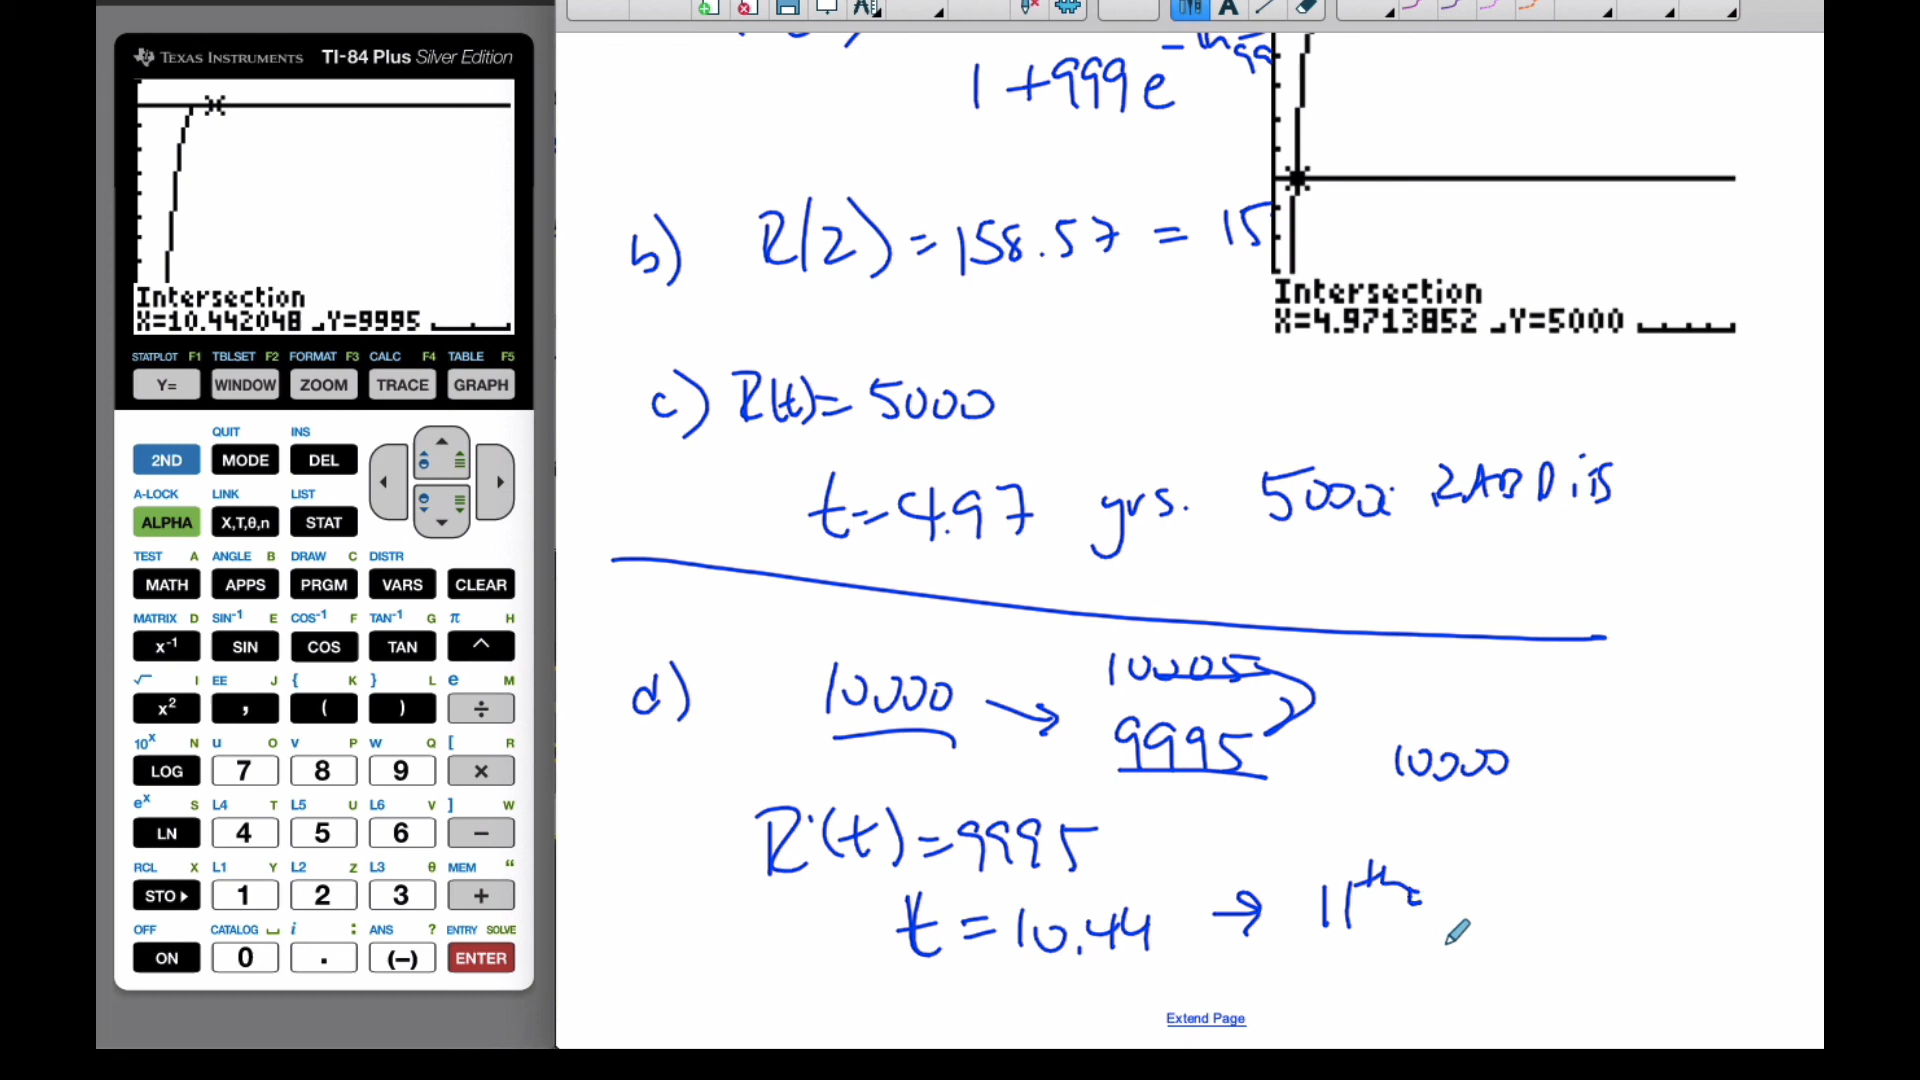 TEXAS INSTRUMENTS TI-84 Plus Silver Edition
Intersection
X=10.442048 Y=9995
STATPLOT F1 TBLSET F2 FORMAT F3 CALC F4 TABLE F5
Y= WINDOW ZOOM TRACE GRAPH
QUIT INS
2ND MODE DEL
A-LOCK LINK LIST
ALPHA X,T,θ,n STAT
TEST A ANGLE B DRAW C DISTR
MATH APPS PRGM VARS CLEAR
MATRIX D SIN-1 E COS-1 F TAN-1 G π H
x-1 SIN COS TAN ^
√ I EE J { K } L e M
x2 , ( ) ÷
10x N u O v P w Q [ R
LOG 7 8 9 ×
ex S L4 T L5 U L6 V ] W
LN 4 5 6 −
RCL X L1 Y L2 Z L3 θ MEM “
STO▶ 1 2 3 +
OFF CATALOG ⎵ i : ANS ? ENTRY SOLVE
ON 0 . (–) ENTER
1+999e
b) R(2)=158.57 = 15
Intersection
X=4.9713852 Y=5000
c) R(t)= 5000
t=4.97 yrs. 5000
d) 10000 → 10005
9995
10000
R(t)=9995
t=10.44 → 11th
Extend Page